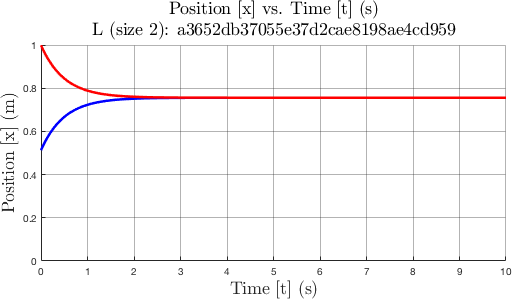 Position [x] vs. Time [t] (s)
L (size 2): a3652db37055e37d2cae8198ae4cd959
Position [x] (m)
1
0.8
0.6
0.4
0.2
0
0 1 2 3 4 5 6 7 8 9 10
Time [t] (s)